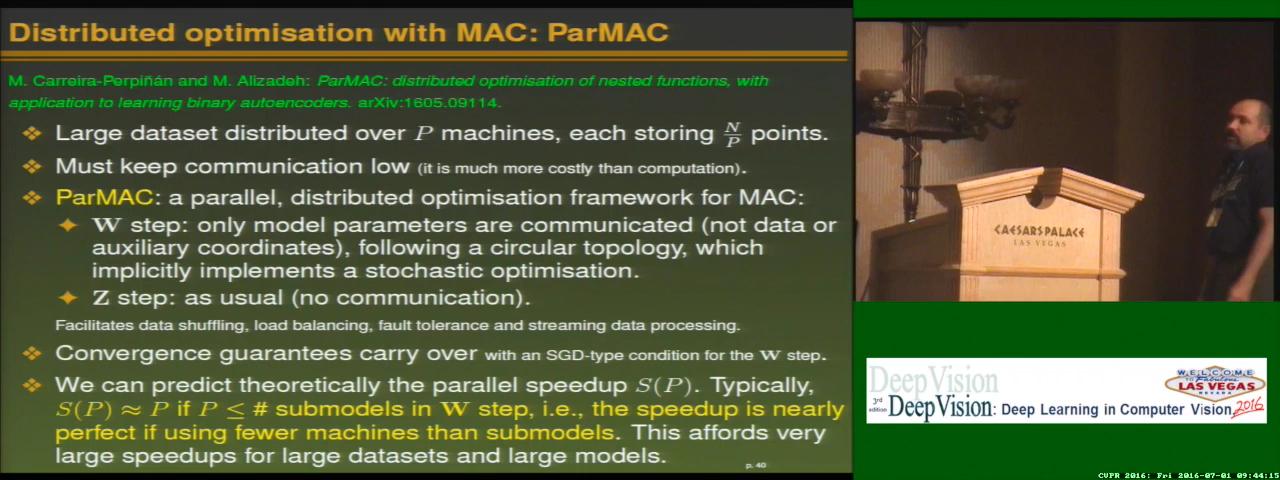 Distributed optimisation with MAC: ParMAC
M. Carreira-Perpiñán and M. Alizadeh: ParMAC: distributed optimisation of nested functions, with
application to learning binary autoencoders. arXiv:1605.09114.
❖ Large dataset distributed over P machines, each storing N/P points.
❖ Must keep communication low (it is much more costly than computation).
❖ ParMAC: a parallel, distributed optimisation framework for MAC:
✦ W step: only model parameters are communicated (not data or
auxiliary coordinates), following a circular topology, which
implicitly implements a stochastic optimisation.
✦ Z step: as usual (no communication).
Facilitates data shuffling, load balancing, fault tolerance and streaming data processing.
❖ Convergence guarantees carry over with an SGD-type condition for the W step.
❖ We can predict theoretically the parallel speedup S(P). Typically,
S(P) ≈ P if P ≤ # submodels in W step, i.e., the speedup is nearly
perfect if using fewer machines than submodels. This affords very
large speedups for large datasets and large models.
p. 40
CAESARS PALACE
LAS VEGAS
DeepVision
WELCOME
TO Fabulous
LAS VEGAS
NEVADA
3rd
edition
DeepVision: Deep Learning in Computer Vision 2016
CVPR 2016: Fri 2016-07-01 09:44:15